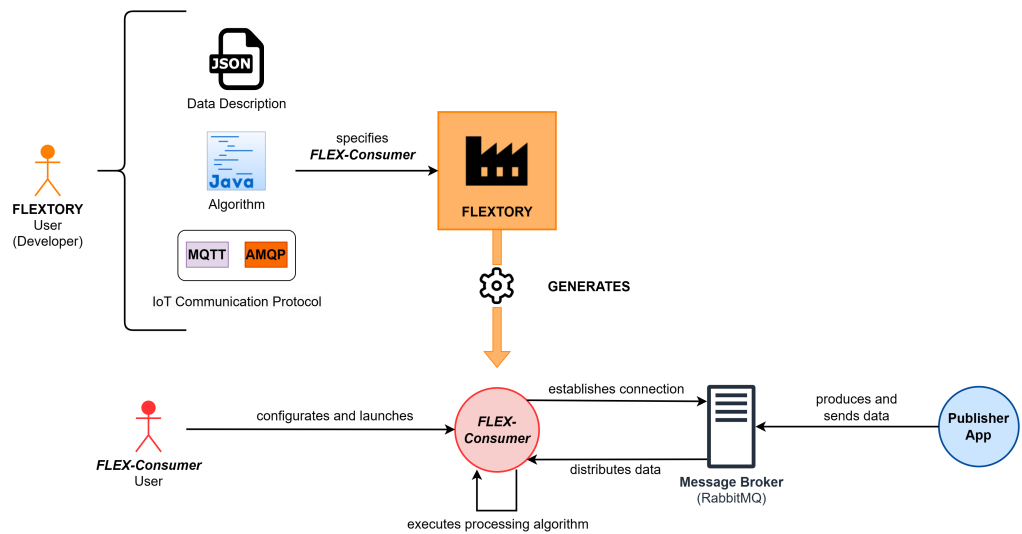 JSON
Data Description
Java
Algorithm
MQTT
AMQP
IoT Communication Protocol
FLEXTORY
User
(Developer)
specifies
FLEX-Consumer
FLEXTORY
GENERATES
FLEX-Consumer
User
configurates and launches
FLEX-
Consumer
executes processing algorithm
establishes connection
distributes data
Message Broker
(RabbitMQ)
produces and
sends data
Publisher
App